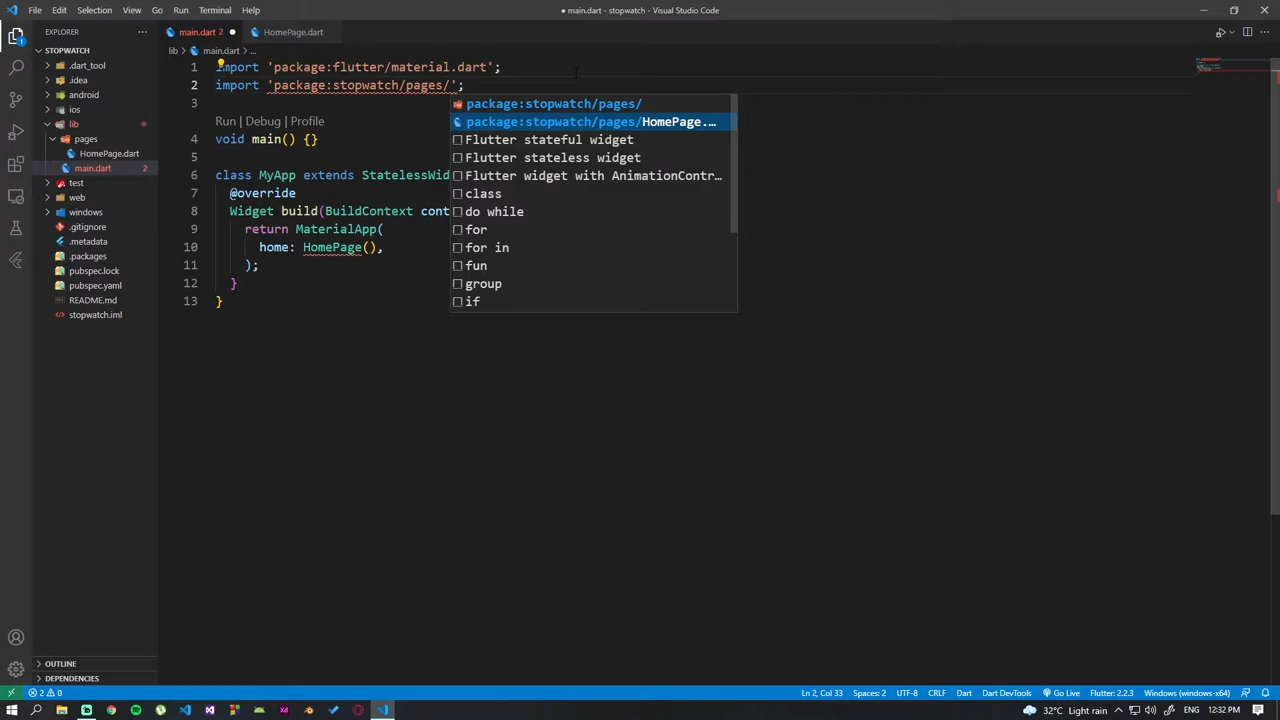 File Edit Selection View Go Run Terminal Help
● main.dart - stopwatch - Visual Studio Code
EXPLORER
STOPWATCH
.dart_tool
.idea
android
ios
lib
pages
HomePage.dart
main.dart 2
test
web
windows
.gitignore
.metadata
.packages
pubspec.lock
pubspec.yaml
README.md
stopwatch.iml
OUTLINE
DEPENDENCIES
main.dart 2 ● HomePage.dart
lib > main.dart > ...
1 import 'package:flutter/material.dart';
2 import 'package:stopwatch/pages/';
3
Run | Debug | Profile
4 void main() {}
5
6 class MyApp extends StatelessWid
7 @override
8 Widget build(BuildContext cont
9 return MaterialApp(
10 home: HomePage(),
11 );
12 }
13 }
package:stopwatch/pages/
package:stopwatch/pages/HomePage....
Flutter stateful widget
Flutter stateless widget
Flutter widget with AnimationContr...
class
do while
for
for in
fun
group
if
2 0 Ln 2, Col 33 Spaces: 2 UTF-8 CRLF Dart Dart DevTools Go Live Flutter: 2.2.3 Windows (windows-x64)
32°C Light rain ENG 12:32 PM